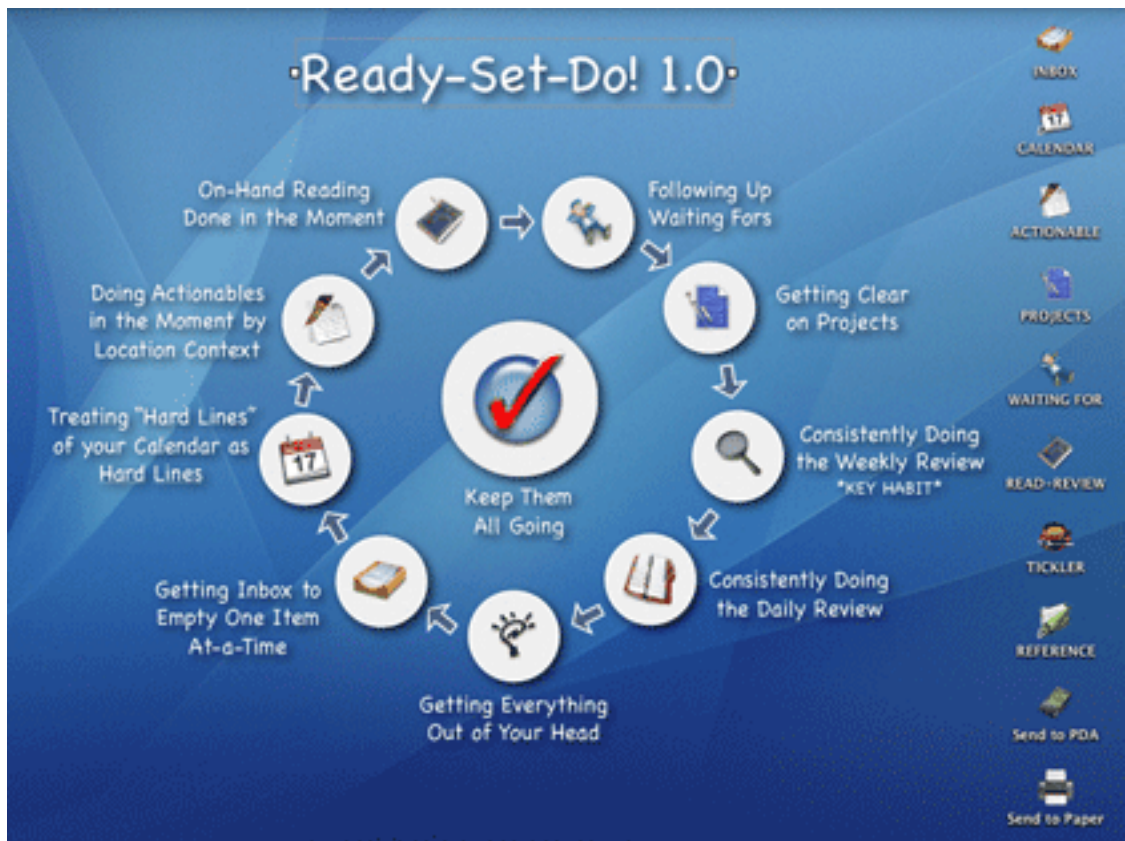 Ready-Set-Do! 1.0
On-Hand Reading
Done in the Moment
Following Up
Waiting Fors
Doing Actionables
in the Moment by
Location Context
Getting Clear
on Projects
Treating "Hard Lines"
of your Calendar as
Hard Lines
17
Consistently Doing
the Weekly Review
*KEY HABIT*
Keep Them
All Going
Getting Inbox to
Empty One Item
At-a-Time
Consistently Doing
the Daily Review
Getting Everything
Out of Your Head
INBOX
17
CALENDAR
ACTIONABLE
PROJECTS
WAITING FOR
READ-REVIEW
TICKLER
REFERENCE
Send to PDA
Send to Paper